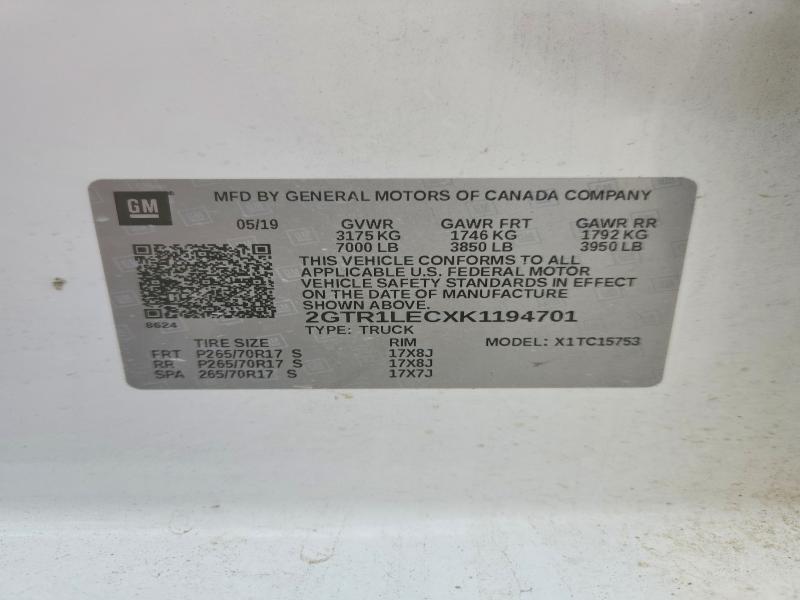 GM MFD BY GENERAL MOTORS OF CANADA COMPANY
05/19 GVWR GAWR FRT GAWR RR
3175 KG 1746 KG 1792 KG
7000 LB 3850 LB 3950 LB
THIS VEHICLE CONFORMS TO ALL
APPLICABLE U.S. FEDERAL MOTOR
VEHICLE SAFETY STANDARDS IN EFFECT
ON THE DATE OF MANUFACTURE
SHOWN ABOVE.
2GTR1LECXK1194701
8624
TYPE: TRUCK
MODEL: X1TC15753
TIRE SIZE RIM
FRT P265/70R17 S 17X8J
RR P265/70R17 S 17X8J
SPA 265/70R17 S 17X7J